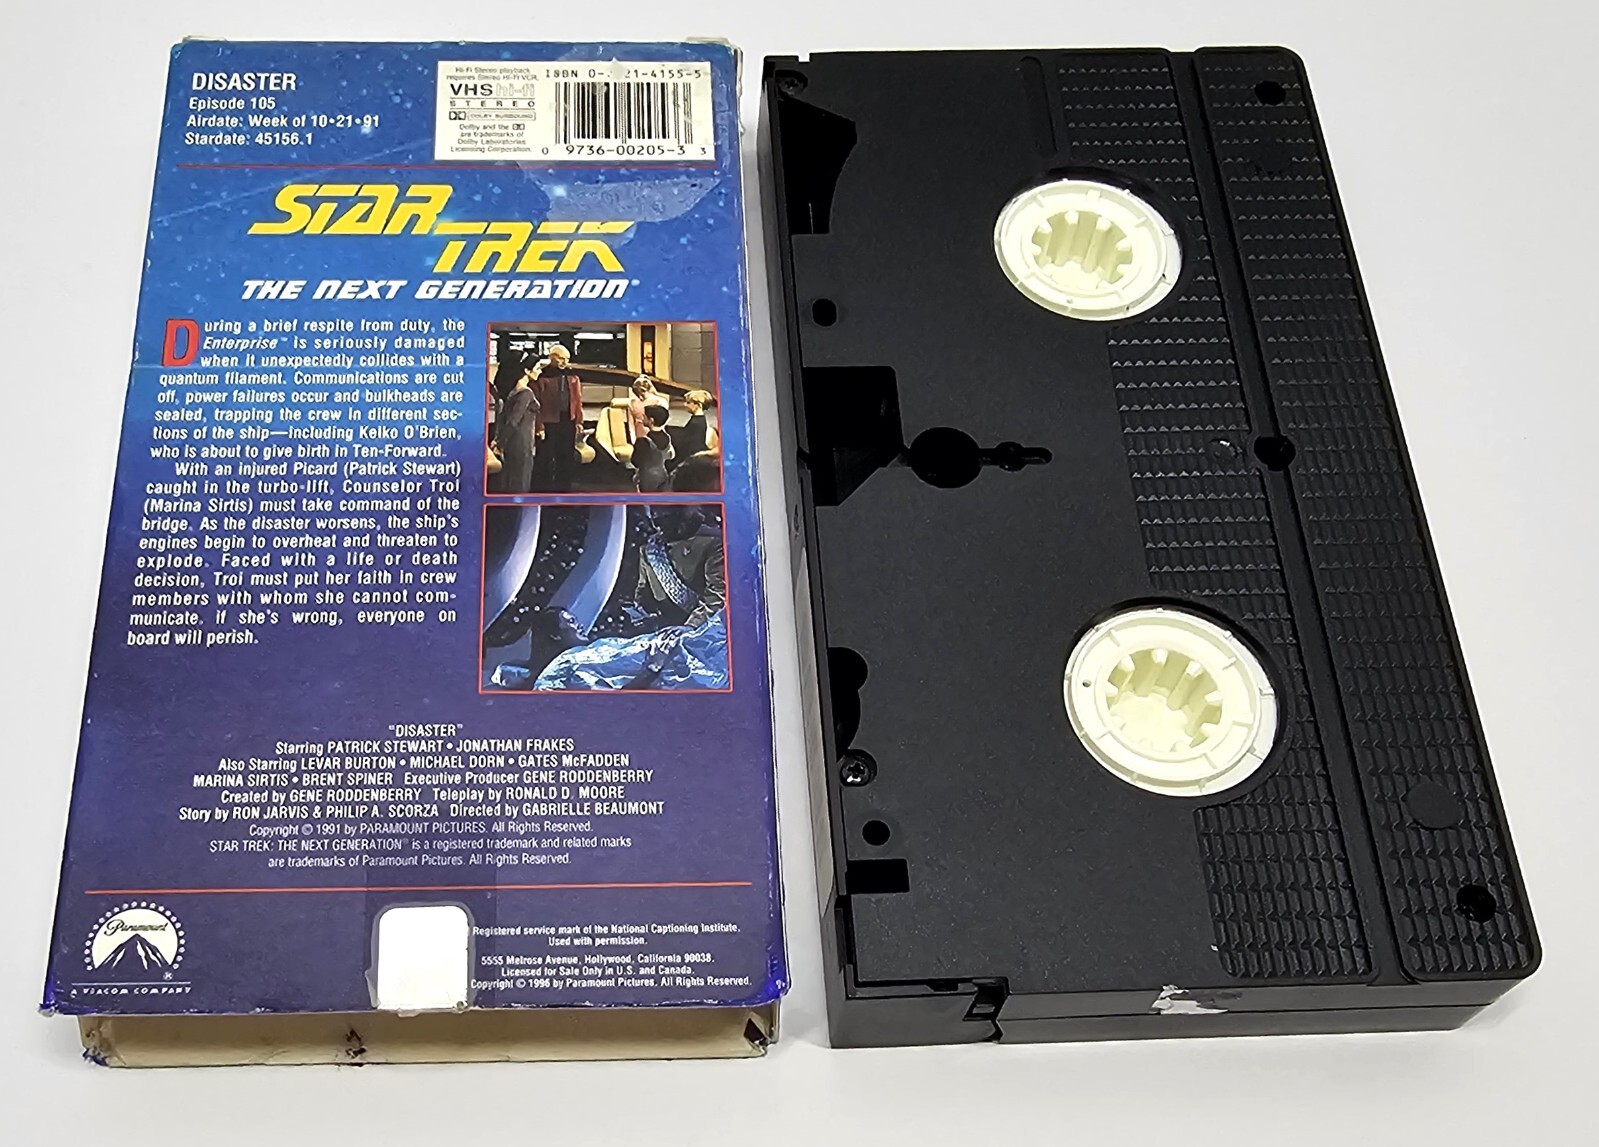 DISASTER
Episode 105
Airdate: Week of 10•21•91
Stardate: 45156.1
Hi-Fi Stereo playback
requires Stereo Hi-Fi VCR.
VHS hi-fi
STEREO
DOLBY SURROUND
Dolby and the
are trademarks of
Dolby Laboratories
Licensing Corporation.
ISBN 0- 21-4155-5
0 9736-00205-3 3
STAR
TREK
THE NEXT GENERATION®
During a brief respite from duty, the
Enterprise™ is seriously damaged
when it unexpectedly collides with a
quantum filament. Communications are cut
off, power failures occur and bulkheads are
sealed, trapping the crew in different sec-
tions of the ship—including Keiko O'Brien,
who is about to give birth in Ten-Forward.
With an injured Picard (Patrick Stewart)
caught in the turbo-lift, Counselor Troi
(Marina Sirtis) must take command of the
bridge. As the disaster worsens, the ship's
engines begin to overheat and threaten to
explode. Faced with a life or death
decision, Troi must put her faith in crew
members with whom she cannot com-
municate. If she's wrong, everyone on
board will perish.
"DISASTER"
Starring PATRICK STEWART • JONATHAN FRAKES
Also Starring LEVAR BURTON • MICHAEL DORN • GATES McFADDEN
MARINA SIRTIS • BRENT SPINER Executive Producer GENE RODDENBERRY
Created by GENE RODDENBERRY Teleplay by RONALD D. MOORE
Story by RON JARVIS & PHILIP A. SCORZA Directed by GABRIELLE BEAUMONT
Copyright © 1991 by PARAMOUNT PICTURES. All Rights Reserved.
STAR TREK: THE NEXT GENERATION® is a registered trademark and related marks
are trademarks of Paramount Pictures. All Rights Reserved.
Paramount
®
A VIACOM COMPANY
Registered service mark of the National Captioning Institute.
Used with permission.
5555 Melrose Avenue, Hollywood, California 90038.
Licensed for Sale Only in U.S. and Canada.
Copyright © 1996 by Paramount Pictures. All Rights Reserved.